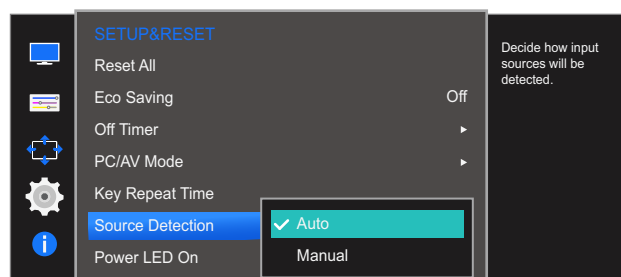 SETUP&RESET
Reset All
Eco Saving Off
Off Timer
PC/AV Mode
Key Repeat Time
Source Detection Auto
Power LED On Manual
Decide how input
sources will be
detected.